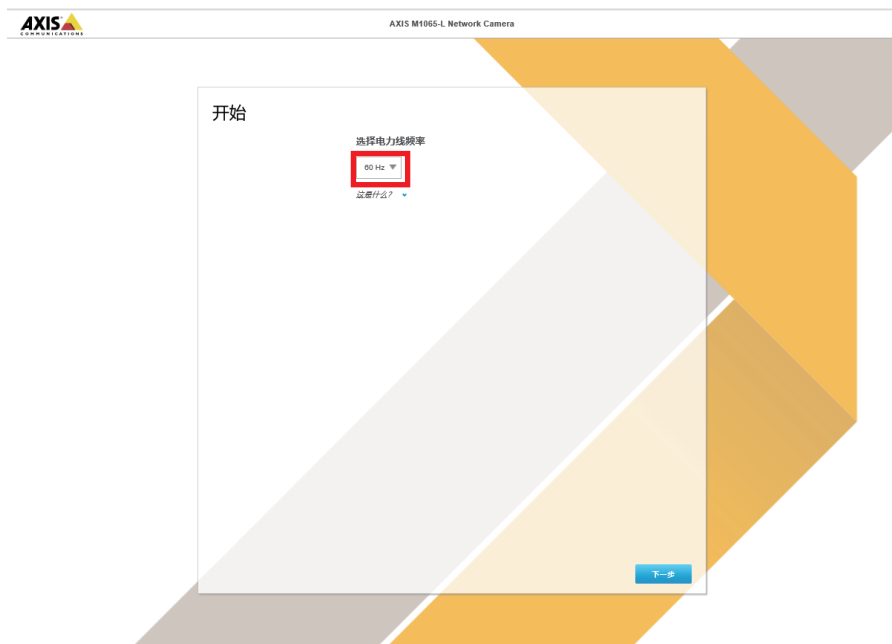 AXIS
COMMUNICATIONS
AXIS M1065-L Network Camera
开始
选择电力线频率
60 Hz
这是什么?
下一步